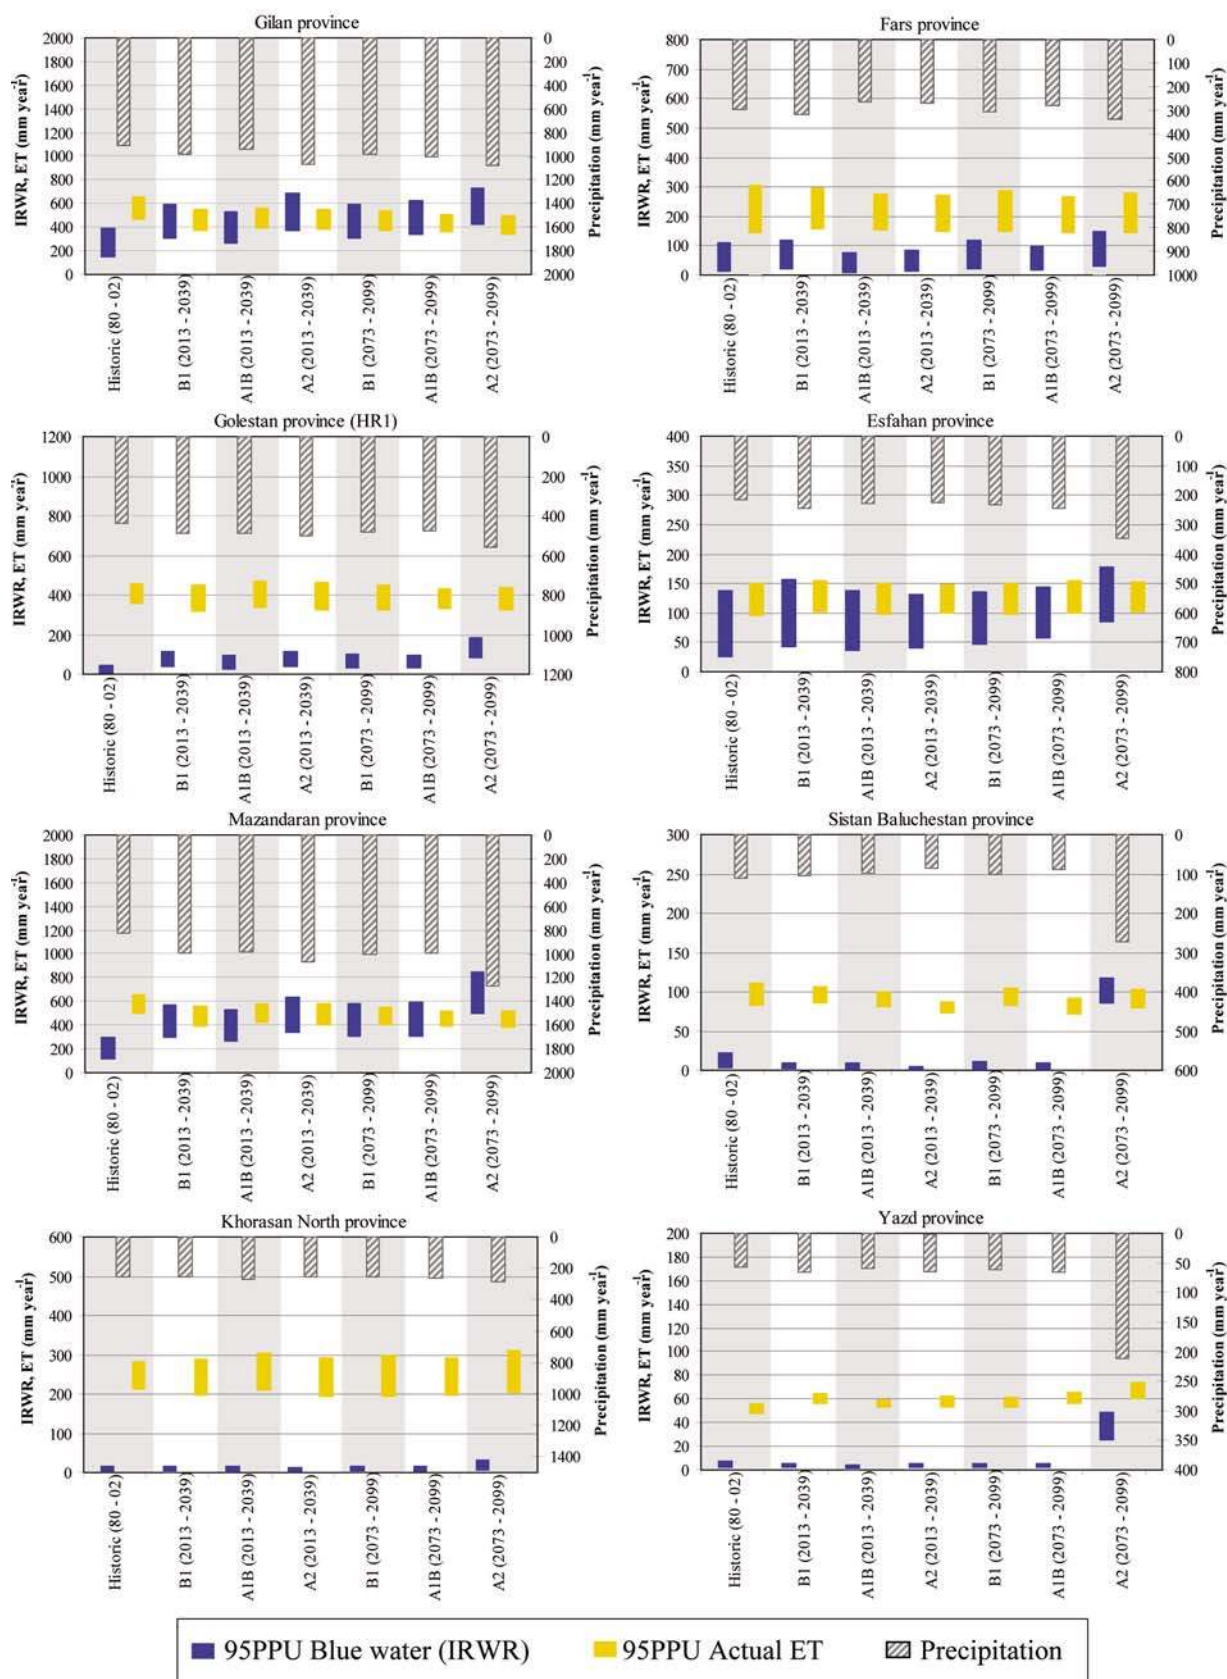 Gilan province
IRWR, ET (mm year-1)
2000
1800
1600
1400
1200
1000
800
600
400
200
0
0
200
400
600
800
1000
1200
1400
1600
1800
2000
Precipitation (mm year-1)
Historic (80 - 02)
B1 (2013 - 2039)
A1B (2013 - 2039)
A2 (2013 - 2039)
B1 (2073 - 2099)
A1B (2073 - 2099)
A2 (2073 - 2099)
Fars province
IRWR, ET (mm year-1)
800
700
600
500
400
300
200
100
0
0
100
200
300
400
500
600
700
800
900
1000
Precipitation (mm year-1)
Historic (80 - 02)
B1 (2013 - 2039)
A1B (2013 - 2039)
A2 (2013 - 2039)
B1 (2073 - 2099)
A1B (2073 - 2099)
A2 (2073 - 2099)
Golestan province (HR1)
IRWR, ET (mm year-1)
1200
1000
800
600
400
200
0
0
200
400
600
800
1000
1200
Precipitation (mm year-1)
Historic (80 - 02)
B1 (2013 - 2039)
A1B (2013 - 2039)
A2 (2013 - 2039)
B1 (2073 - 2099)
A1B (2073 - 2099)
A2 (2073 - 2099)
Esfahan province
IRWR, ET (mm year-1)
400
350
300
250
200
150
100
50
0
0
100
200
300
400
500
600
700
800
Precipitation (mm year-1)
Historic (80 - 02)
B1 (2013 - 2039)
A1B (2013 - 2039)
A2 (2013 - 2039)
B1 (2073 - 2099)
A1B (2073 - 2099)
A2 (2073 - 2099)
Mazandaran province
IRWR, ET (mm year-1)
2000
1800
1600
1400
1200
1000
800
600
400
200
0
0
200
400
600
800
1000
1200
1400
1600
1800
2000
Precipitation (mm year-1)
Historic (80 - 02)
B1 (2013 - 2039)
A1B (2013 - 2039)
A2 (2013 - 2039)
B1 (2073 - 2099)
A1B (2073 - 2099)
A2 (2073 - 2099)
Sistan Baluchestan province
IRWR, ET (mm year-1)
300
250
200
150
100
50
0
0
100
200
300
400
500
600
Precipitation (mm year-1)
Historic (80 - 02)
B1 (2013 - 2039)
A1B (2013 - 2039)
A2 (2013 - 2039)
B1 (2073 - 2099)
A1B (2073 - 2099)
A2 (2073 - 2099)
Khorasan North province
IRWR, ET (mm year-1)
600
500
400
300
200
100
0
0
200
400
600
800
1000
1200
1400
Precipitation (mm year-1)
Historic (80 - 02)
B1 (2013 - 2039)
A1B (2013 - 2039)
A2 (2013 - 2039)
B1 (2073 - 2099)
A1B (2073 - 2099)
A2 (2073 - 2099)
Yazd province
IRWR, ET (mm year-1)
200
180
160
140
120
100
80
60
40
20
0
0
50
100
150
200
250
300
350
400
Precipitation (mm year-1)
Historic (80 - 02)
B1 (2013 - 2039)
A1B (2013 - 2039)
A2 (2013 - 2039)
B1 (2073 - 2099)
A1B (2073 - 2099)
A2 (2073 - 2099)
95PPU Blue water (IRWR)
95PPU Actual ET
Precipitation